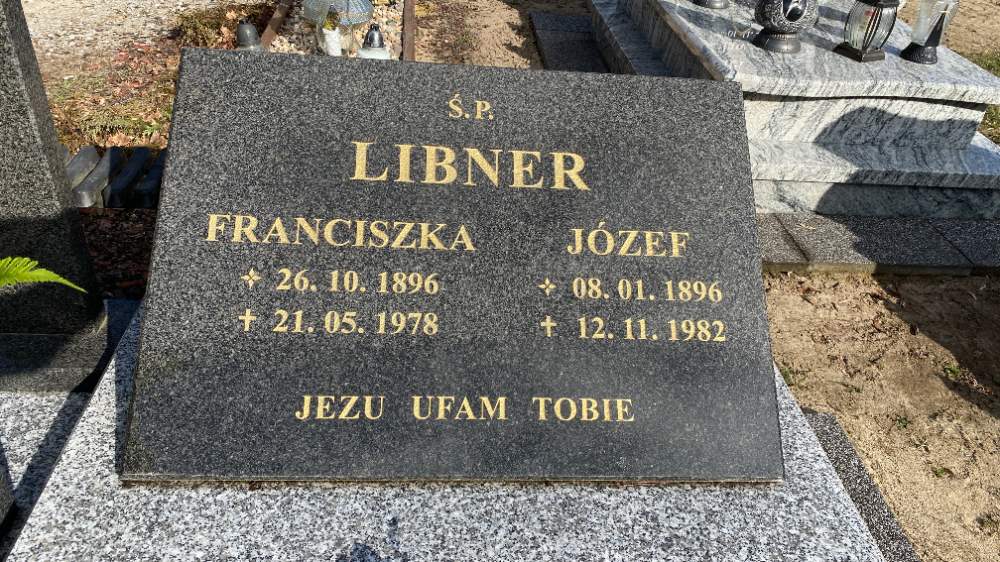 Ś.P.
LIBNER
FRANCISZKA JÓZEF
✧ 26. 10. 1896 ✧ 08. 01. 1896
✝ 21. 05. 1978 ✝ 12. 11. 1982
JEZU UFAM TOBIE